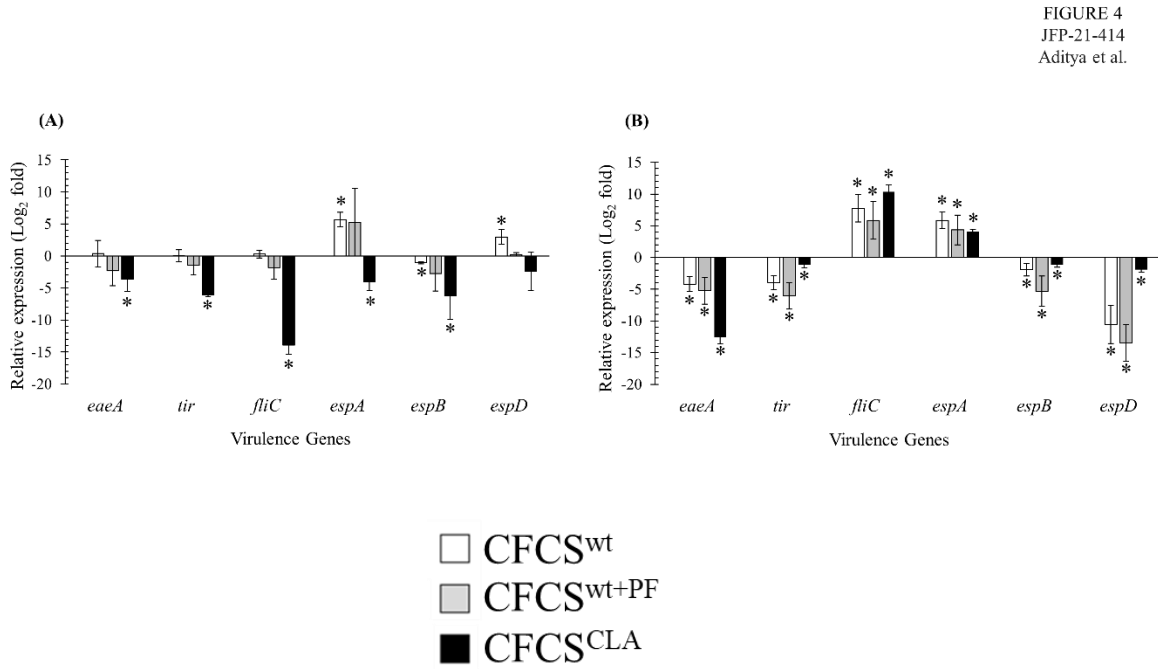 FIGURE 4
JFP-21-414
Aditya et al.
(A)
Relative expression (Log2 fold)
15
10
5
0
-5
-10
-15
-20
* * * * * * * *
eaeA tir fliC espA espB espD
Virulence Genes
(B)
Relative expression (Log2 fold)
15
10
5
0
-5
-10
-15
-20
* * * * * * * * * * * * * * * * * *
eaeA tir fliC espA espB espD
Virulence Genes
CFCSwt
CFCSwt+PF
CFCSCLA